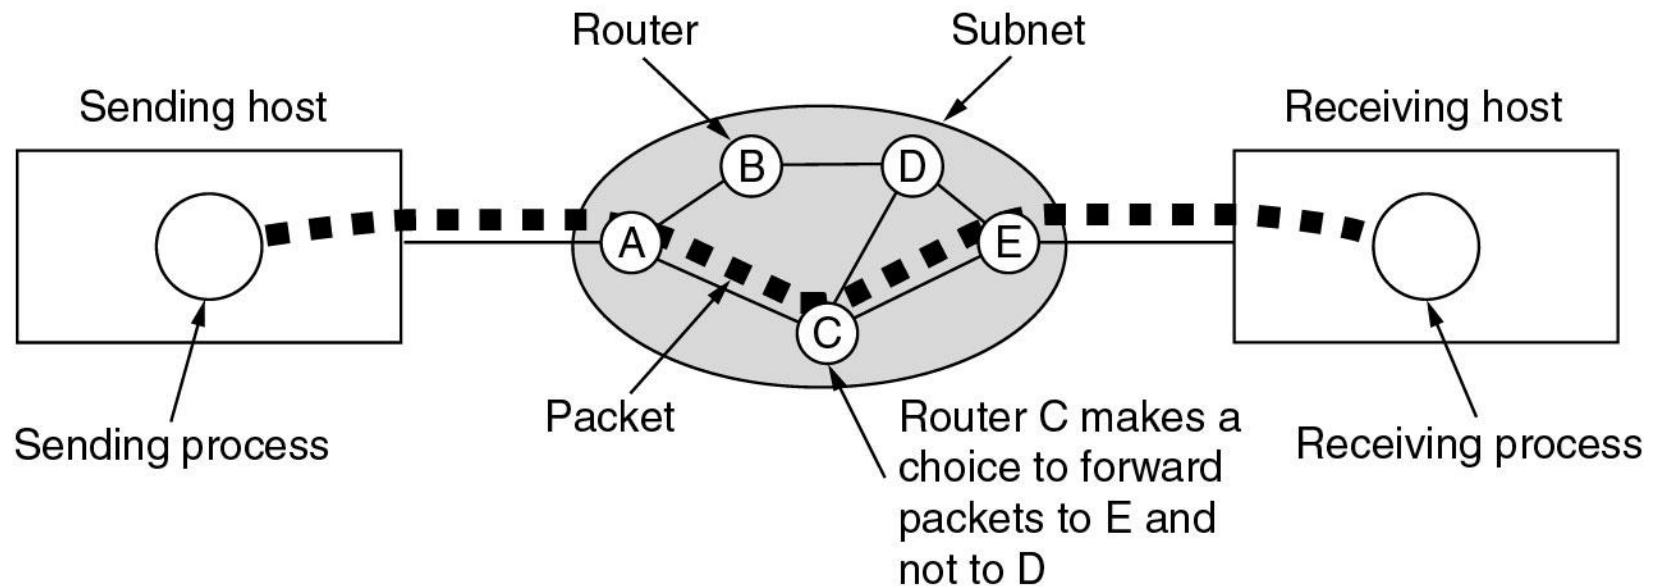 Router
Subnet
Sending host
Receiving host
B
D
A
E
C
Packet
Sending process
Router C makes a
choice to forward
packets to E and
not to D
Receiving process